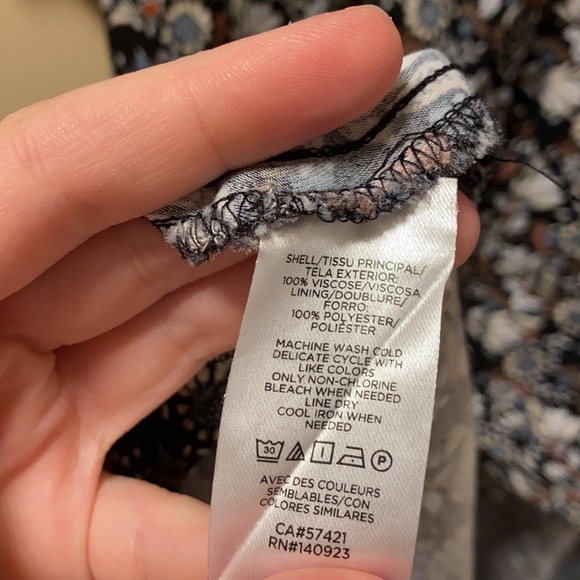 SHELL/TISSU PRINCIPAL/
TELA EXTERIOR:
100% VISCOSE/VISCOSA
LINING/DOUBLURE/
FORRO:
100% POLYESTER/
POLIÉSTER
MACHINE WASH COLD
DELICATE CYCLE WITH
LIKE COLORS
ONLY NON-CHLORINE
BLEACH WHEN NEEDED
LINE DRY
COOL IRON WHEN
NEEDED
30 P
AVEC DES COULEURS
SEMBLABLES/CON
COLORES SIMILARES
CA#57421
RN#140923